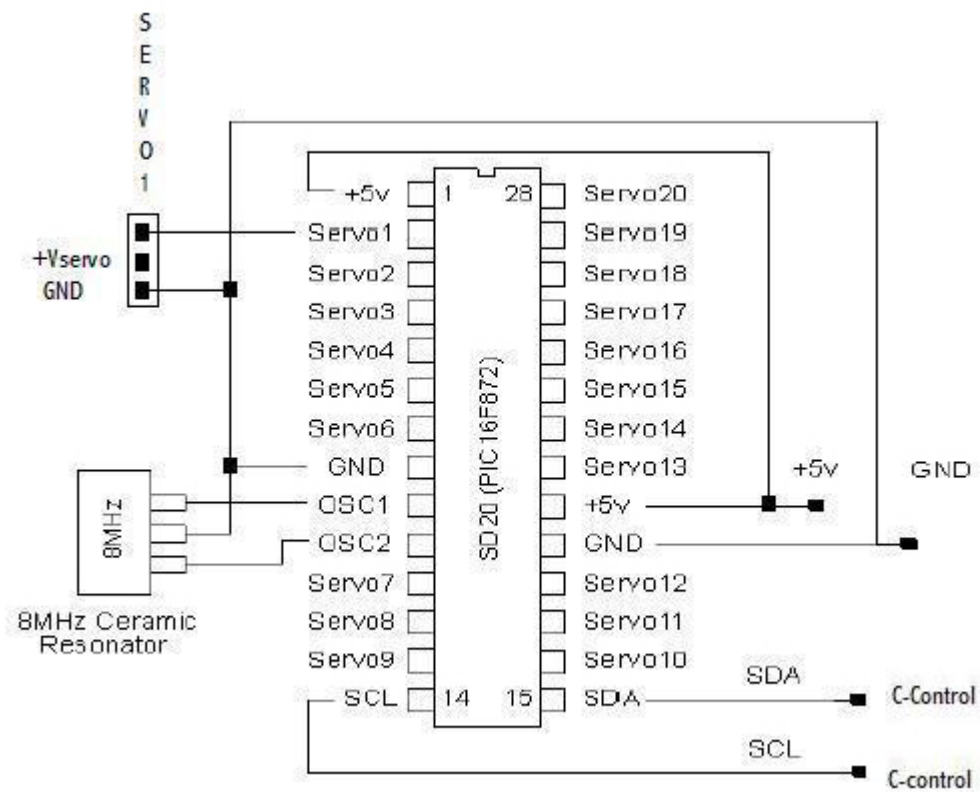 SERVO1
+5v 1 28 Servo20
Servo1 Servo19
+Vservo Servo2 Servo18
GND Servo3 Servo17
Servo4 Servo16
Servo5 Servo15
Servo6 Servo14
GND Servo13 +5v GND
OSC1 +5v
OSC2 GND
Servo7 Servo12
Servo8 Servo11
Servo9 Servo10
SCL 14 15 SDA
SD20 (PIC16F872)
8MHz
8MHz Ceramic
Resonator
SDA
C-Control
SCL
C-control